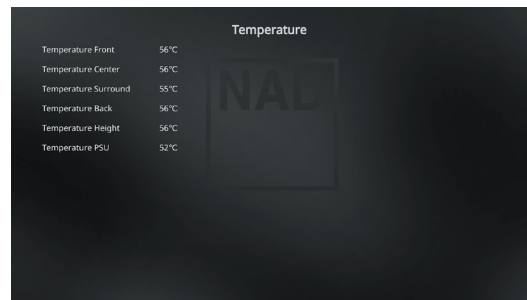 Temperature
Temperature Front 56°C
Temperature Center 56°C
Temperature Surround 55°C
Temperature Back 56°C
Temperature Height 56°C
Temperature PSU 52°C
NAD